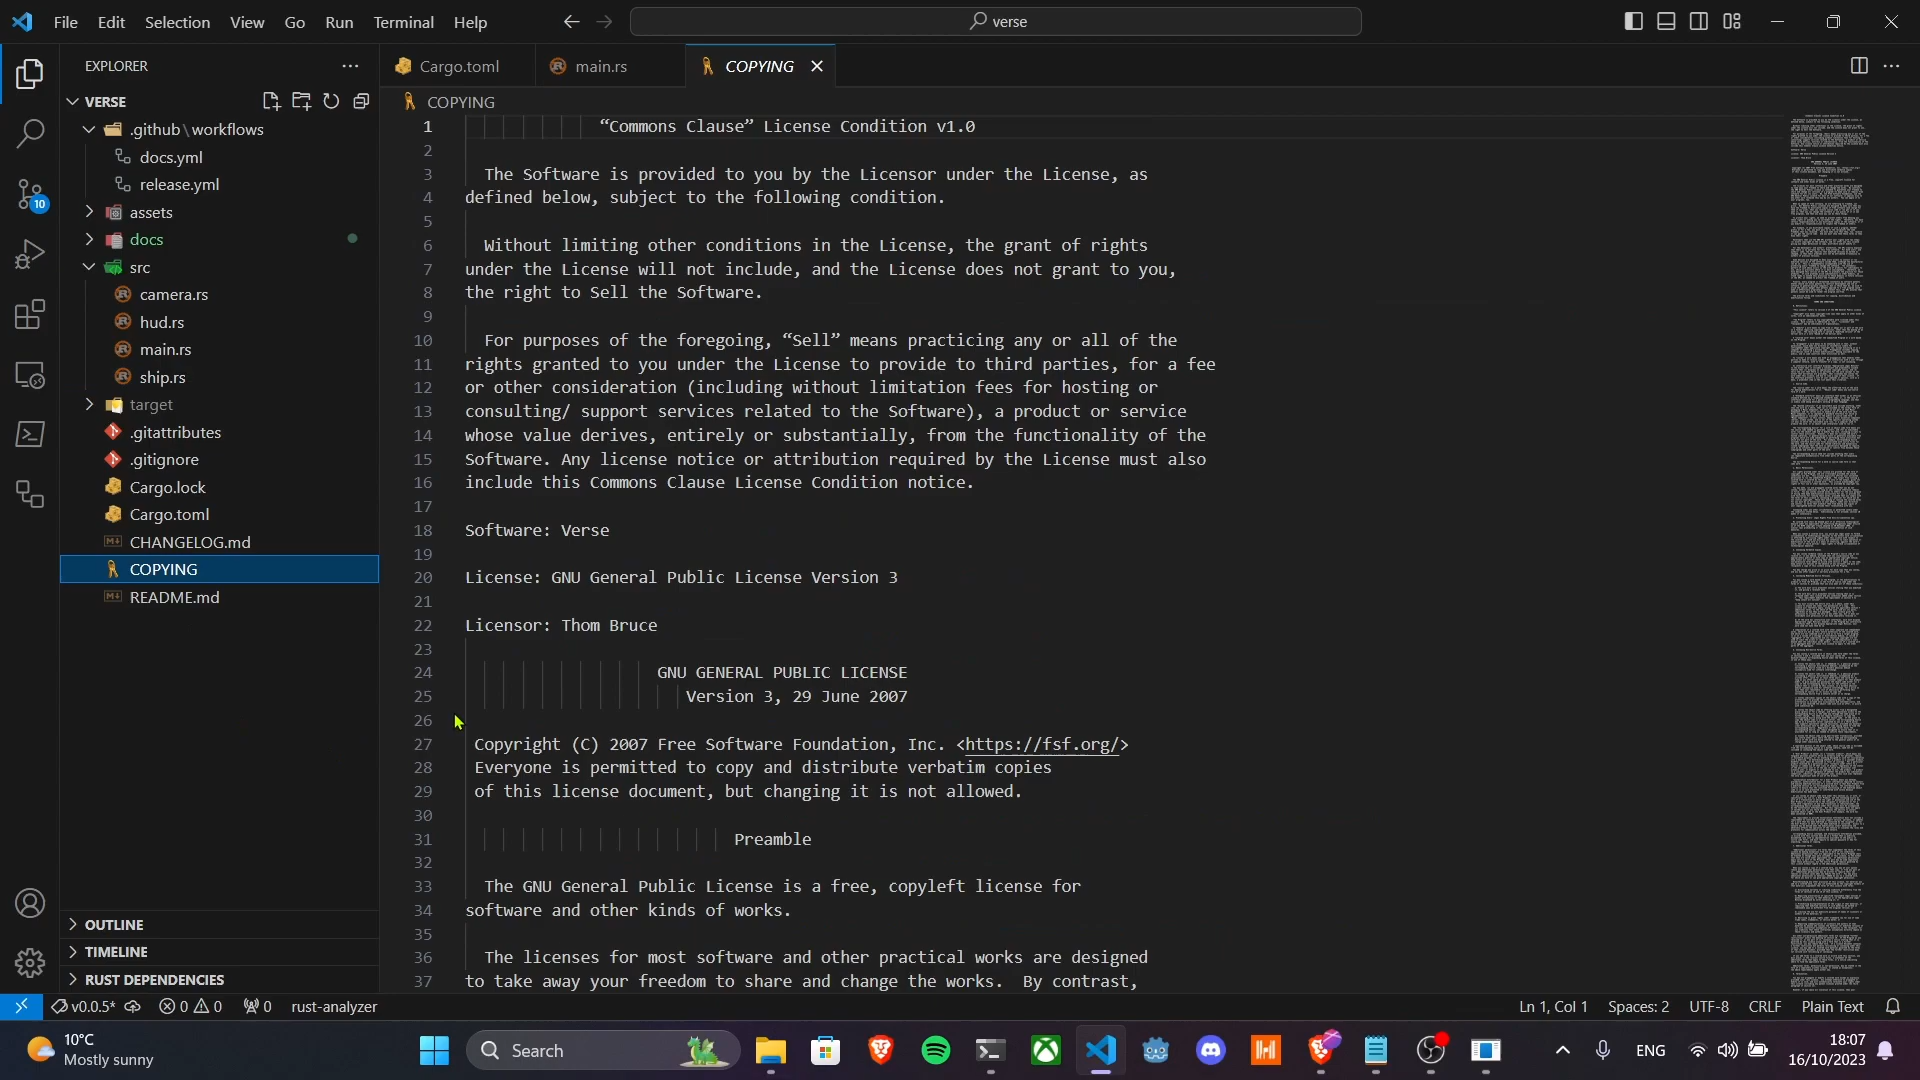 File Edit Selection View Go Run Terminal Help
verse
EXPLORER
VERSE
.github\workflows
docs.yml
release.yml
10
assets
docs
src
camera.rs
hud.rs
main.rs
ship.rs
target
.gitattributes
.gitignore
Cargo.lock
Cargo.toml
CHANGELOG.md
COPYING
README.md
OUTLINE
TIMELINE
RUST DEPENDENCIES
Cargo.toml main.rs COPYING
COPYING
1 “Commons Clause” License Condition v1.0
2
3 The Software is provided to you by the Licensor under the License, as
4 defined below, subject to the following condition.
5
6 Without limiting other conditions in the License, the grant of rights
7 under the License will not include, and the License does not grant to you,
8 the right to Sell the Software.
9
10 For purposes of the foregoing, “Sell” means practicing any or all of the
11 rights granted to you under the License to provide to third parties, for a fee
12 or other consideration (including without limitation fees for hosting or
13 consulting/ support services related to the Software), a product or service
14 whose value derives, entirely or substantially, from the functionality of the
15 Software. Any license notice or attribution required by the License must also
16 include this Commons Clause License Condition notice.
17
18 Software: Verse
19
20 License: GNU General Public License Version 3
21
22 Licensor: Thom Bruce
23
24 GNU GENERAL PUBLIC LICENSE
25 Version 3, 29 June 2007
26
27 Copyright (C) 2007 Free Software Foundation, Inc. <https://fsf.org/>
28 Everyone is permitted to copy and distribute verbatim copies
29 of this license document, but changing it is not allowed.
30
31 Preamble
32
33 The GNU General Public License is a free, copyleft license for
34 software and other kinds of works.
35
36 The licenses for most software and other practical works are designed
37 to take away your freedom to share and change the works.  By contrast,
v0.0.5* 0 0 0 rust-analyzer
Ln 1, Col 1 Spaces: 2 UTF-8 CRLF Plain Text
10°C
Mostly sunny
Search
ENG
18:07
16/10/2023